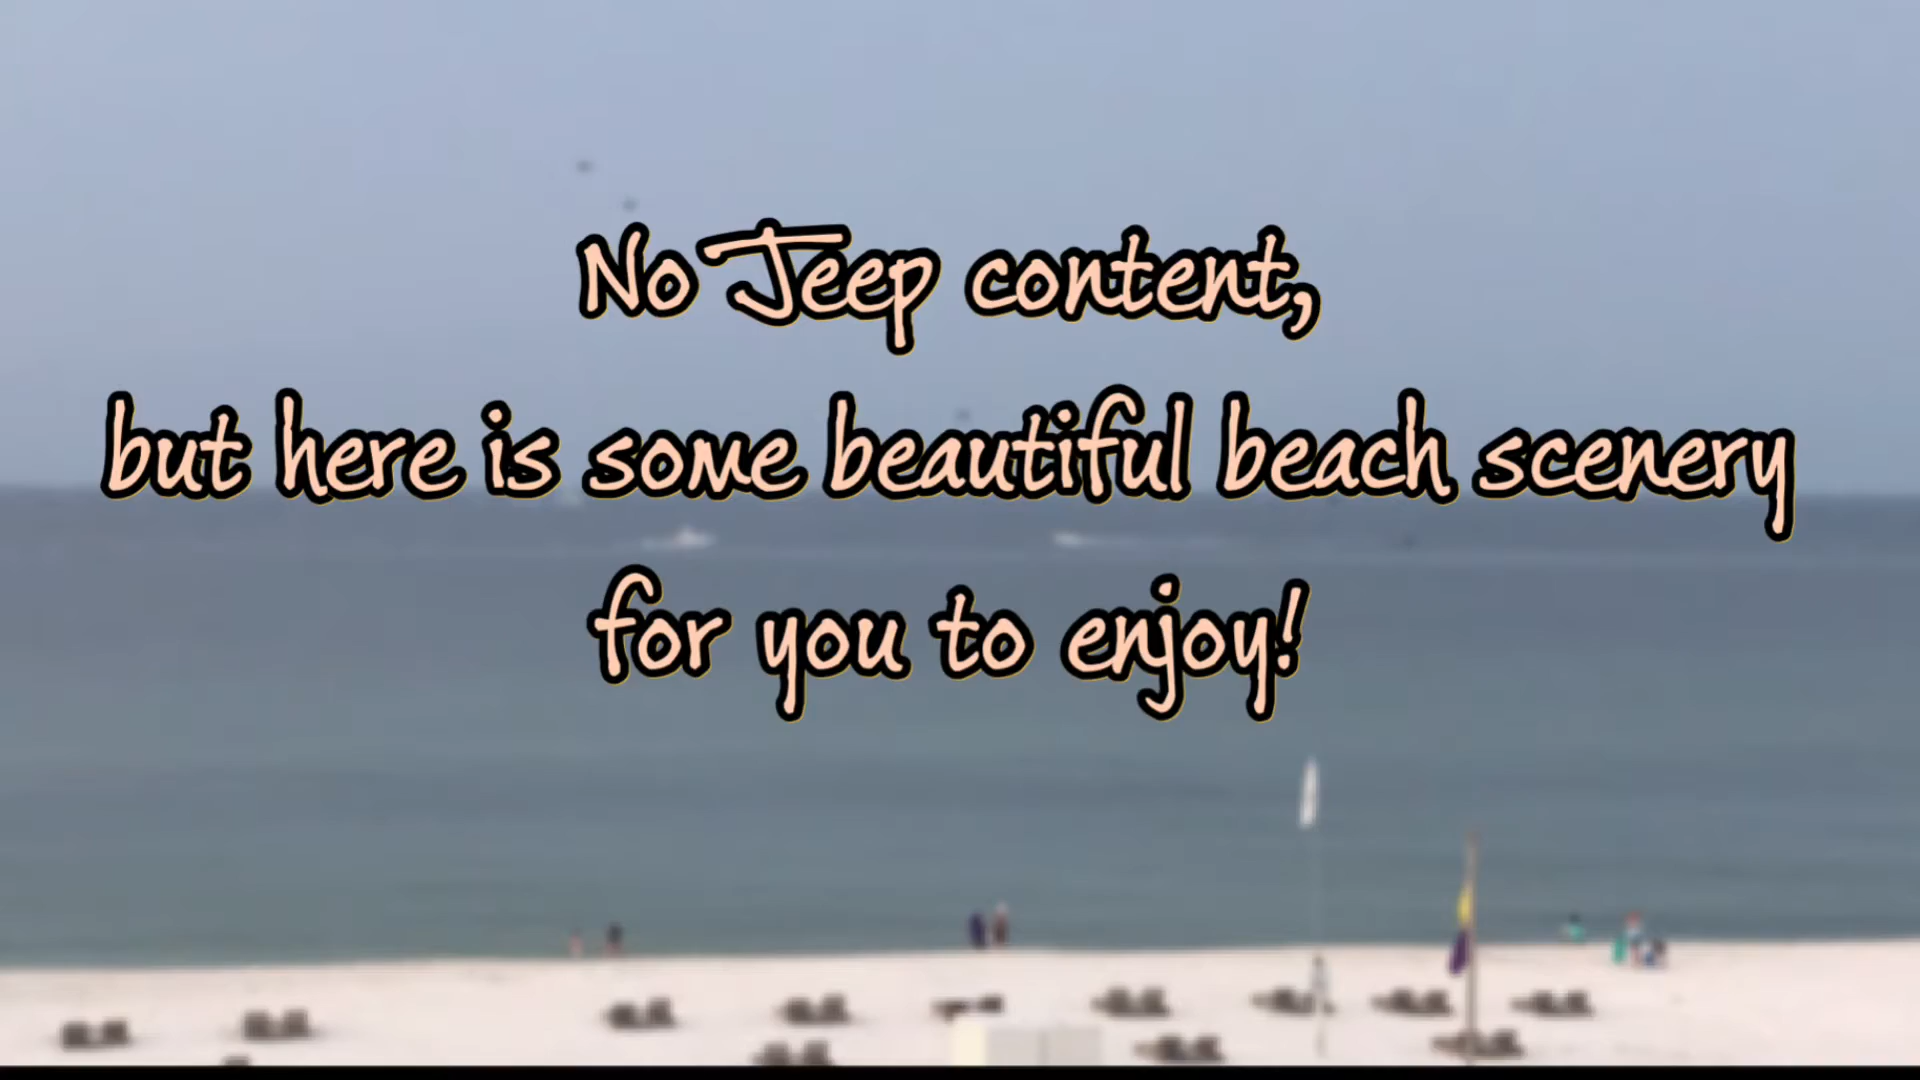 No Jeep content,
but here is some beautiful beach scenery
for you to enjoy!